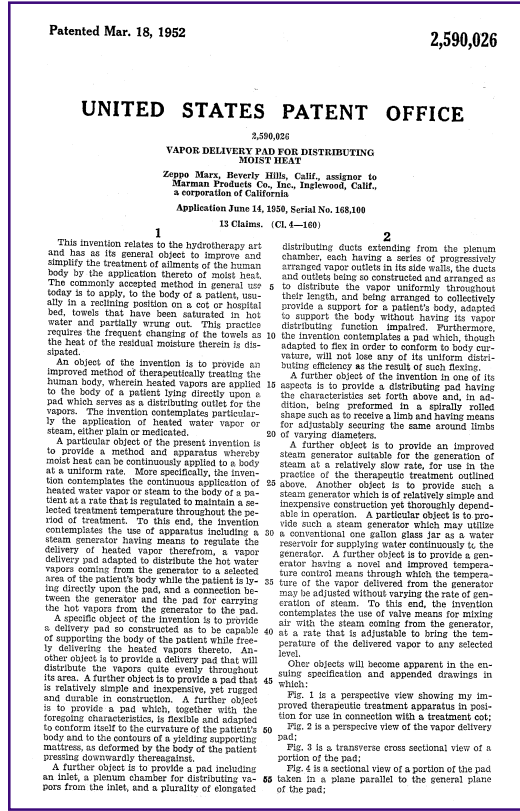 Patented Mar. 18, 1952
2,590,026
UNITED STATES PATENT OFFICE
2,590,026
VAPOR DELIVERY PAD FOR DISTRIBUTING
MOIST HEAT
Zeppo Marx, Beverly Hills, Calif., assignor to
Marman Products Co., Inc., Inglewood, Calif.,
a corporation of California
Application June 14, 1950, Serial No. 168,100
13 Claims. (Cl. 4—160)
1
This invention relates to the hydrotherapy art
and has as its general object to improve and
simplify the treatment of ailments of the human
body by the application thereto of moist heat.
The commonly accepted method in general use
today is to apply, to the body of a patient, usu-
ally in a reclining position on a cot or hospital
bed, towels that have been saturated in hot
water and partially wrung out. This practice
requires the frequent changing of the towels as
the heat of the residual moisture therein is dis-
sipated.
An object of the invention is to provide an
improved method of therapeutically treating the
human body, wherein heated vapors are applied
to the body of a patient lying directly upon a
pad which serves as a distributing outlet for the
vapors. The invention contemplates particular-
ly the application of heated water vapor or
steam, either plain or medicated.
A particular object of the present invention is
to provide a method and apparatus whereby
moist heat can be continuously applied to a body
at a uniform rate. More specifically, the inven-
tion contemplates the continuous application of
heated water vapor or steam to the body of a pa-
tient at a rate that is regulated to maintain a se-
lected treatment temperature throughout the pe-
riod of treatment. To this end, the invention
contemplates the use of apparatus including a
steam generator having means to regulate the
delivery of heated vapor therefrom, a vapor
delivery pad adapted to distribute the hot water
vapors coming from the generator to a selected
area of the patient's body while the patient is ly-
ing directly upon the pad, and a connection be-
tween the generator and the pad for carrying
the hot vapors from the generator to the pad.
A specific object of the invention is to provide
a delivery pad so constructed as to be capable
of supporting the body of the patient while free-
ly delivering the heated vapors thereto. An-
other object is to provide a delivery pad that will
distribute the vapors quite evenly throughout
its area. A further object is to provide a pad that
is relatively simple and inexpensive, yet rugged
and durable in construction. A further object
is to provide a pad which, together with the
foregoing characteristics, is flexible and adapted
to conform itself to the curvature of the patient's
body and to the contours of a yielding supporting
mattress, as deformed by the body of the patient
pressing downwardly thereagainst.
A further object is to provide a pad including
an inlet, a plenum chamber for distributing va-
pors from the inlet, and a plurality of elongated
2
distributing ducts extending from the plenum
chamber, each having a series of progressively
arranged vapor outlets in its side walls, the ducts
and outlets being so constructed and arranged as
5 to distribute the vapor uniformly throughout
their length, and being arranged to collectively
provide a support for a patient's body, adapted
to support the body without having its vapor
distributing function impaired. Furthermore,
10 the invention contemplates a pad which, though
adapted to flex in order to conform to body cur-
vature, will not lose any of its uniform distri-
buting efficiency as the result of such flexing.
A further object of the invention in one of its
15 aspects is to provide a distributing pad having
the characteristics set forth above and, in ad-
dition, being preformed in a spirally rolled
shape such as to receive a limb and having means
for adjustably securing the same around limbs
20 of varying diameters.
A further object is to provide an improved
steam generator suitable for the generation of
steam at a relatively slow rate, for use in the
practice of the therapeutic treatment outlined
25 above. Another object is to provide such a
steam generator which is of relatively simple and
inexpensive construction yet thoroughly depend-
able in operation. A particular object is to pro-
vide such a steam generator which may utilize
30 a conventional one gallon glass jar as a water
reservoir for supplying water continuously to the
generator. A further object is to provide a gen-
erator having a novel and improved tempera-
ture control means through which the tempera-
35 ture of the vapor delivered from the generator
may be adjusted without varying the rate of gen-
eration of steam. To this end, the invention
contemplates the use of valve means for mixing
air with the steam coming from the generator,
40 at a rate that is adjustable to bring the tem-
perature of the delivered vapor to any selected
level.
Oher objects will become apparent in the en-
suing specification and appended drawings in
45 which:
Fig. 1 is a perspective view showing my im-
proved therapeutic treatment apparatus in posi-
tion for use in connection with a treatment cot;
Fig. 2 is a perspecive view of the vapor delivery
50 pad;
Fig. 3 is a transverse cross sectional view of a
portion of the pad;
Fig. 4 is a sectional view of a portion of the pad
55 taken in a plane parallel to the general plane
of the pad;